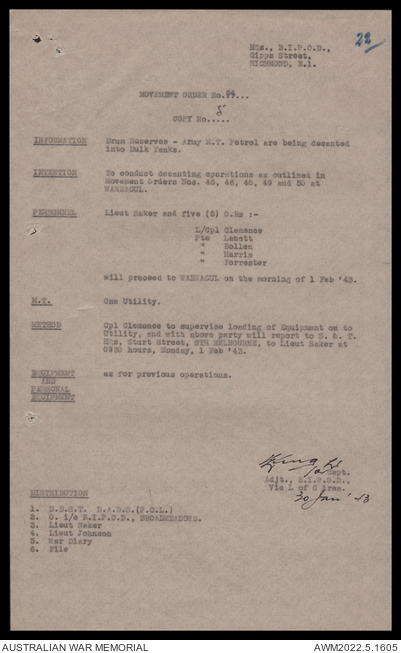 22
Hqs., B.I.P.O.D.,
Gipps Street,
RICHMOND, E.1.
MOVEMENT ORDER No. 54...
5
COPY No.....
INFORMATION Drum Reserves - Army M.T. Petrol are being decanted
into Bulk Tanks.
INTENTION To conduct decanting operations as outlined in
Movement Orders Nos. 45, 46, 48, 49 and 50 at
WAHRAGUL.
PERSONNEL Lieut Baker and five (5) O.Rs :-
L/Cpl Clemence
Pte Lenett
" Bollen
" Harris
" Forrester
will proceed to WAHRAGUL on the morning of 1 Feb '43.
M.T. One Utility.
METHOD Cpl Clemence to supervise loading of Equipment on to
Utility, and with above party will report to S. & T.
Hqs, Sturt Street, STH MELBOURNE, to Lieut Baker at
0930 hours, Monday, 1 Feb '43.
EQUIPMENT as for previous operations.
AND
PERSONAL
EQUIPMENT
Capt.
Adjt., B.I.P.O.D.,
Vic L of C Area.
30 Jan '43
DISTRIBUTION
1. D.S.&T. D.A.D.S.(P.O.L.)
2. O. i/c B.I.P.O.D., BROADMEADOWS.
3. Lieut Baker
4. Lieut Johnson
5. War Diary
6. File
AUSTRALIAN WAR MEMORIAL AWM2022.5.1605